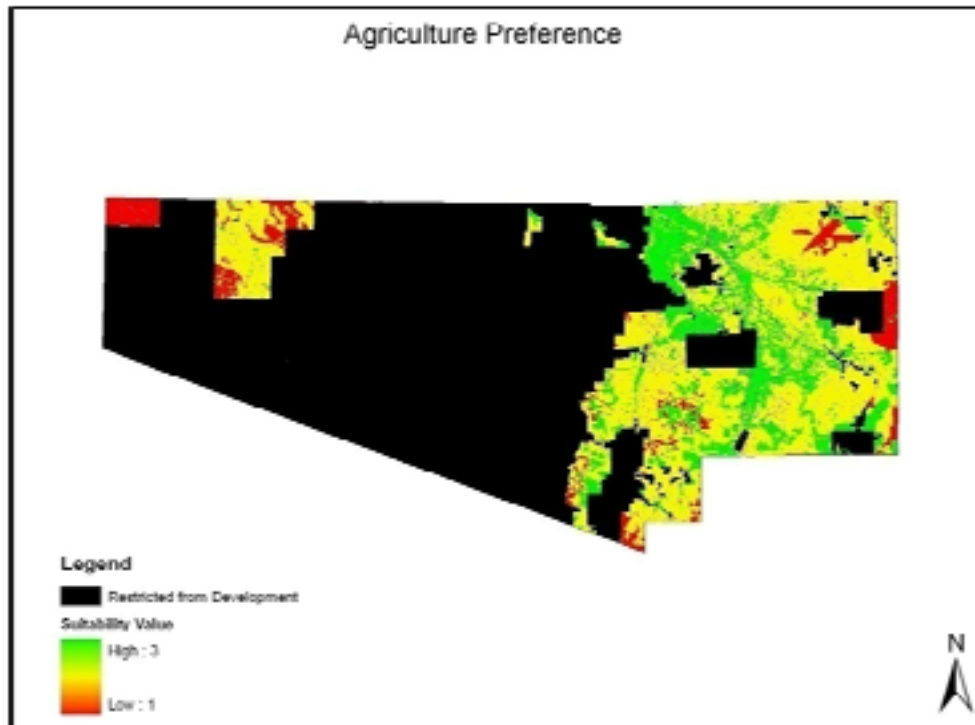 Agriculture Preference
Legend
Restricted from Development
Suitability Value
High : 3
Low : 1
N